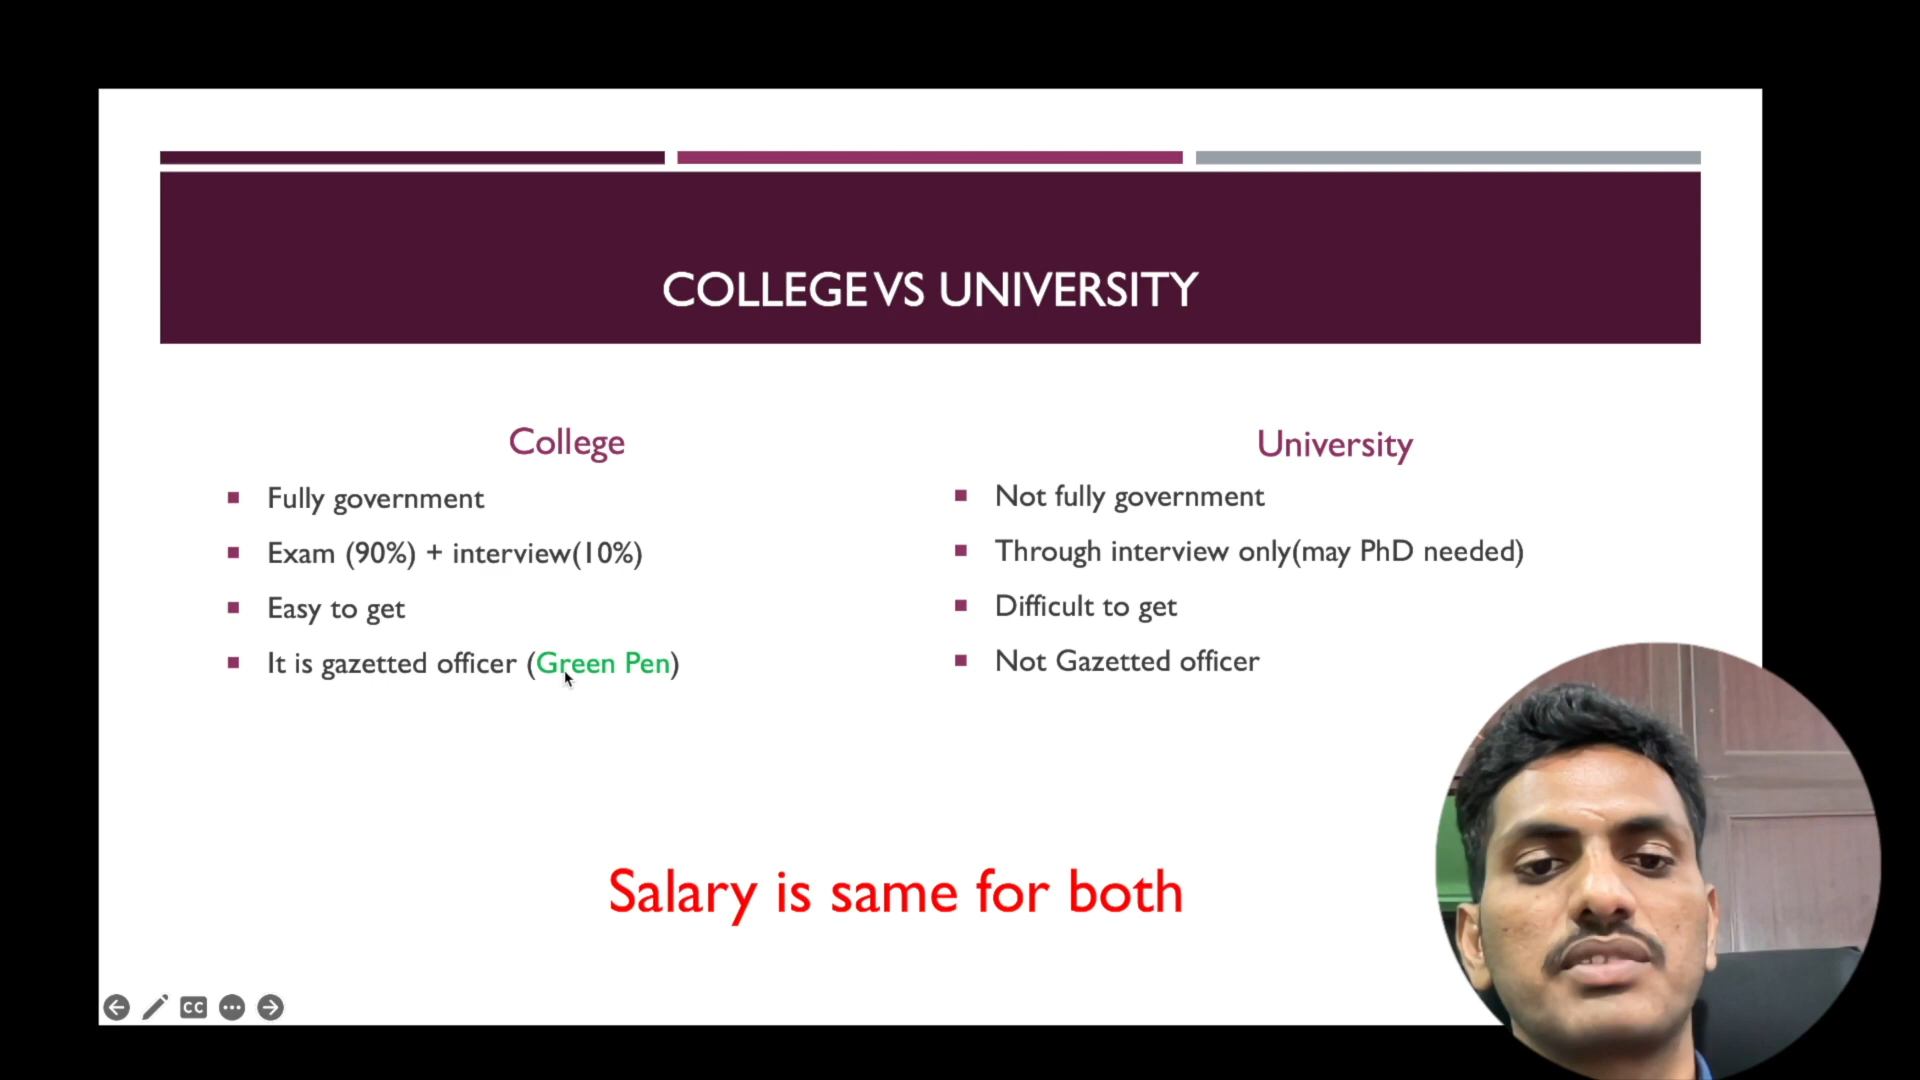 COLLEGE VS UNIVERSITY
College
Fully government
Exam (90%) + interview(10%)
Easy to get
It is gazetted officer (Green Pen)
University
Not fully government
Through interview only(may PhD needed)
Difficult to get
Not Gazetted officer
Salary is same for both
CC